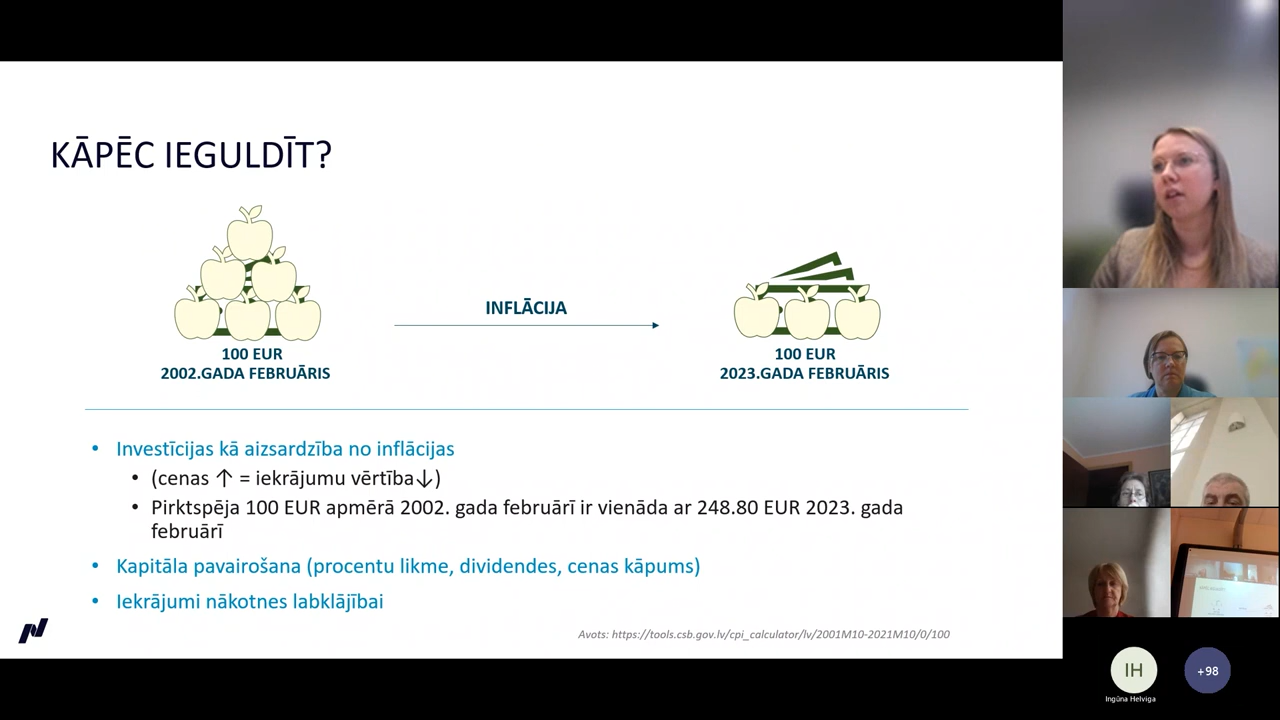 KĀPĒC IEGULDĪT?
INFLĀCIJA
100 EUR
2002.GADA FEBRUĀRIS
100 EUR
2023.GADA FEBRUĀRIS
• Investīcijas kā aizsardzība no inflācijas
• (cenas ↑ = iekrājumu vērtība↓)
• Pirktspēja 100 EUR apmērā 2002. gada februārī ir vienāda ar 248.80 EUR 2023. gada
februārī
• Kapitāla pavairošana (procentu likme, dividendes, cenas kāpums)
• Iekrājumi nākotnes labklājībai
Avots: https://tools.csb.gov.lv/cpi_calculator/lv/2001M10-2021M10/0/100
IH
+98
Ingūna Helviga